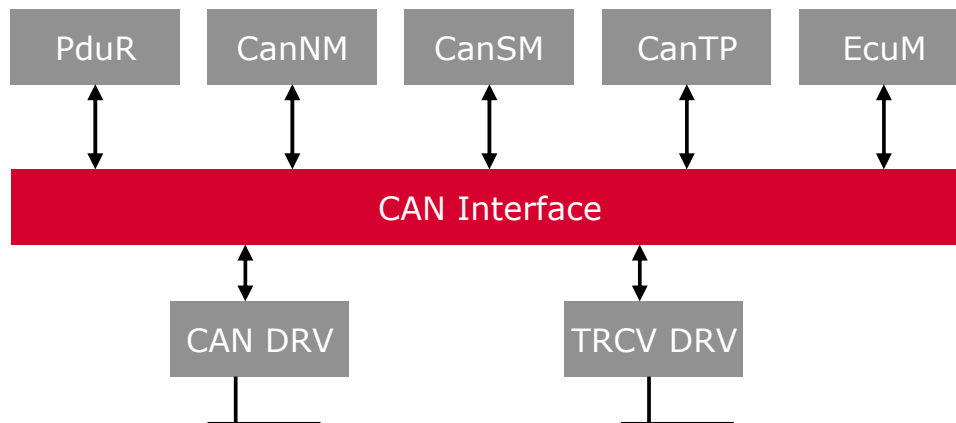 PduR
CanNM
CanSM
CanTP
EcuM
CAN Interface
CAN DRV
TRCV DRV